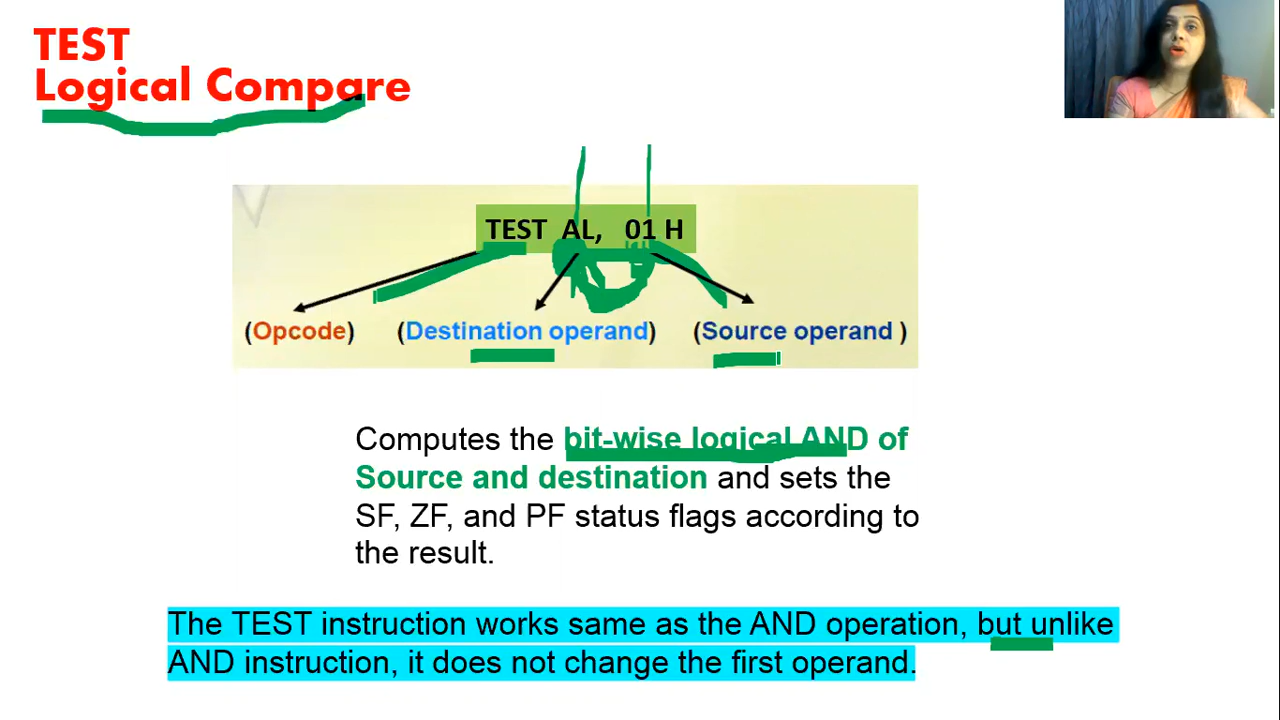 TEST
Logical Compare
TEST AL, 01 H
(Opcode) (Destination operand) (Source operand )
Computes the bit-wise logical AND of
Source and destination and sets the
SF, ZF, and PF status flags according to
the result.
The TEST instruction works same as the AND operation, but unlike
AND instruction, it does not change the first operand.